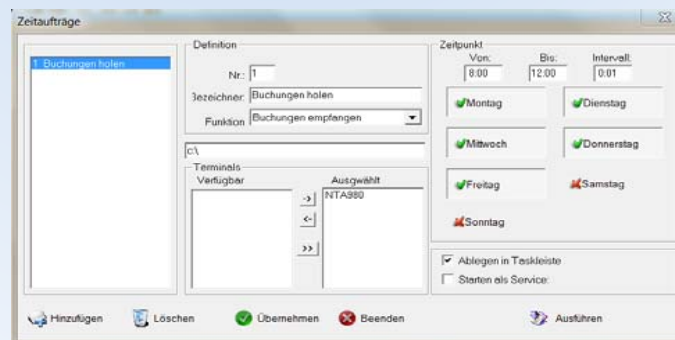 Zeitaufträge
1 Buchungen holen
Definition
Nr.: 1
Bezeichner: Buchungen holen
Funktion Buchungen empfangen
c:\
Terminals
Verfügbar
Ausgwählt
->
NTA980
<-
>>
Zeitpunkt
Von: Bis: Intervall:
8:00 12:00 0:01
Montag Dienstag
Mittwoch Donnerstag
Freitag Samstag
Sonntag
Ablegen in Taskleiste
Starten als Service:
Hinzufügen Löschen Übernehmen Beenden Ausführen